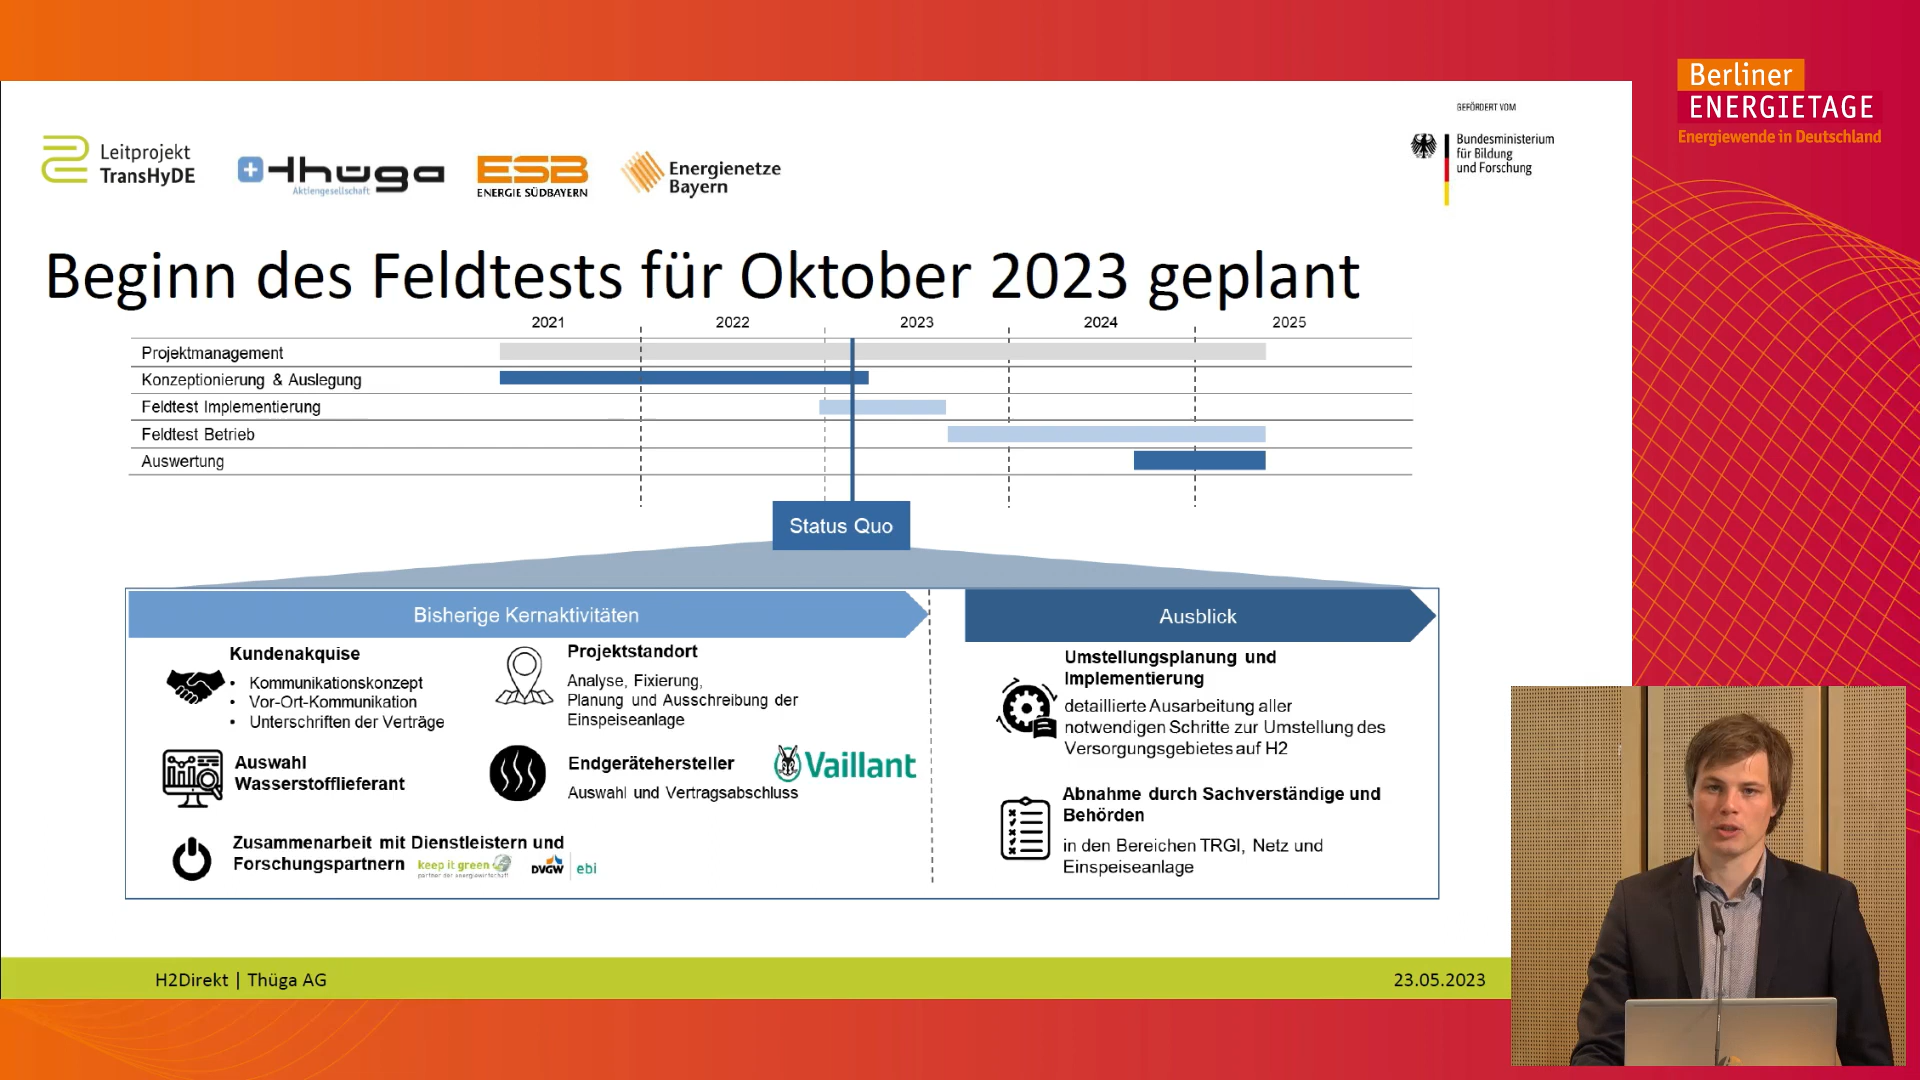 Berliner
ENERGIETAGE
Energiewende in Deutschland
GEFÖRDERT VOM
Bundesministerium
für Bildung
und Forschung
Leitprojekt
TransHyDE
thüga
Aktiengesellschaft
ESB
ENERGIE SÜDBAYERN
Energienetze
Bayern
Beginn des Feldtests für Oktober 2023 geplant
2021 2022 2023 2024 2025
Projektmanagement
Konzeptionierung & Auslegung
Feldtest Implementierung
Feldtest Betrieb
Auswertung
Status Quo
Bisherige Kernaktivitäten
Kundenakquise
• Kommunikationskonzept
• Vor-Ort-Kommunikation
• Unterschriften der Verträge
Projektstandort
Analyse, Fixierung,
Planung und Ausschreibung der
Einspeiseanlage
Auswahl
Wasserstofflieferant
Endgerätehersteller
Vaillant
Auswahl und Vertragsabschluss
Zusammenarbeit mit Dienstleistern und
Forschungspartnern
keep it green
partner der energiewirtschaft
DVGW
ebi
Ausblick
Umstellungsplanung und
Implementierung
detaillierte Ausarbeitung aller
notwendigen Schritte zur Umstellung des
Versorgungsgebietes auf H2
Abnahme durch Sachverständige und
Behörden
in den Bereichen TRGI, Netz und
Einspeiseanlage
H2Direkt | Thüga AG
23.05.2023